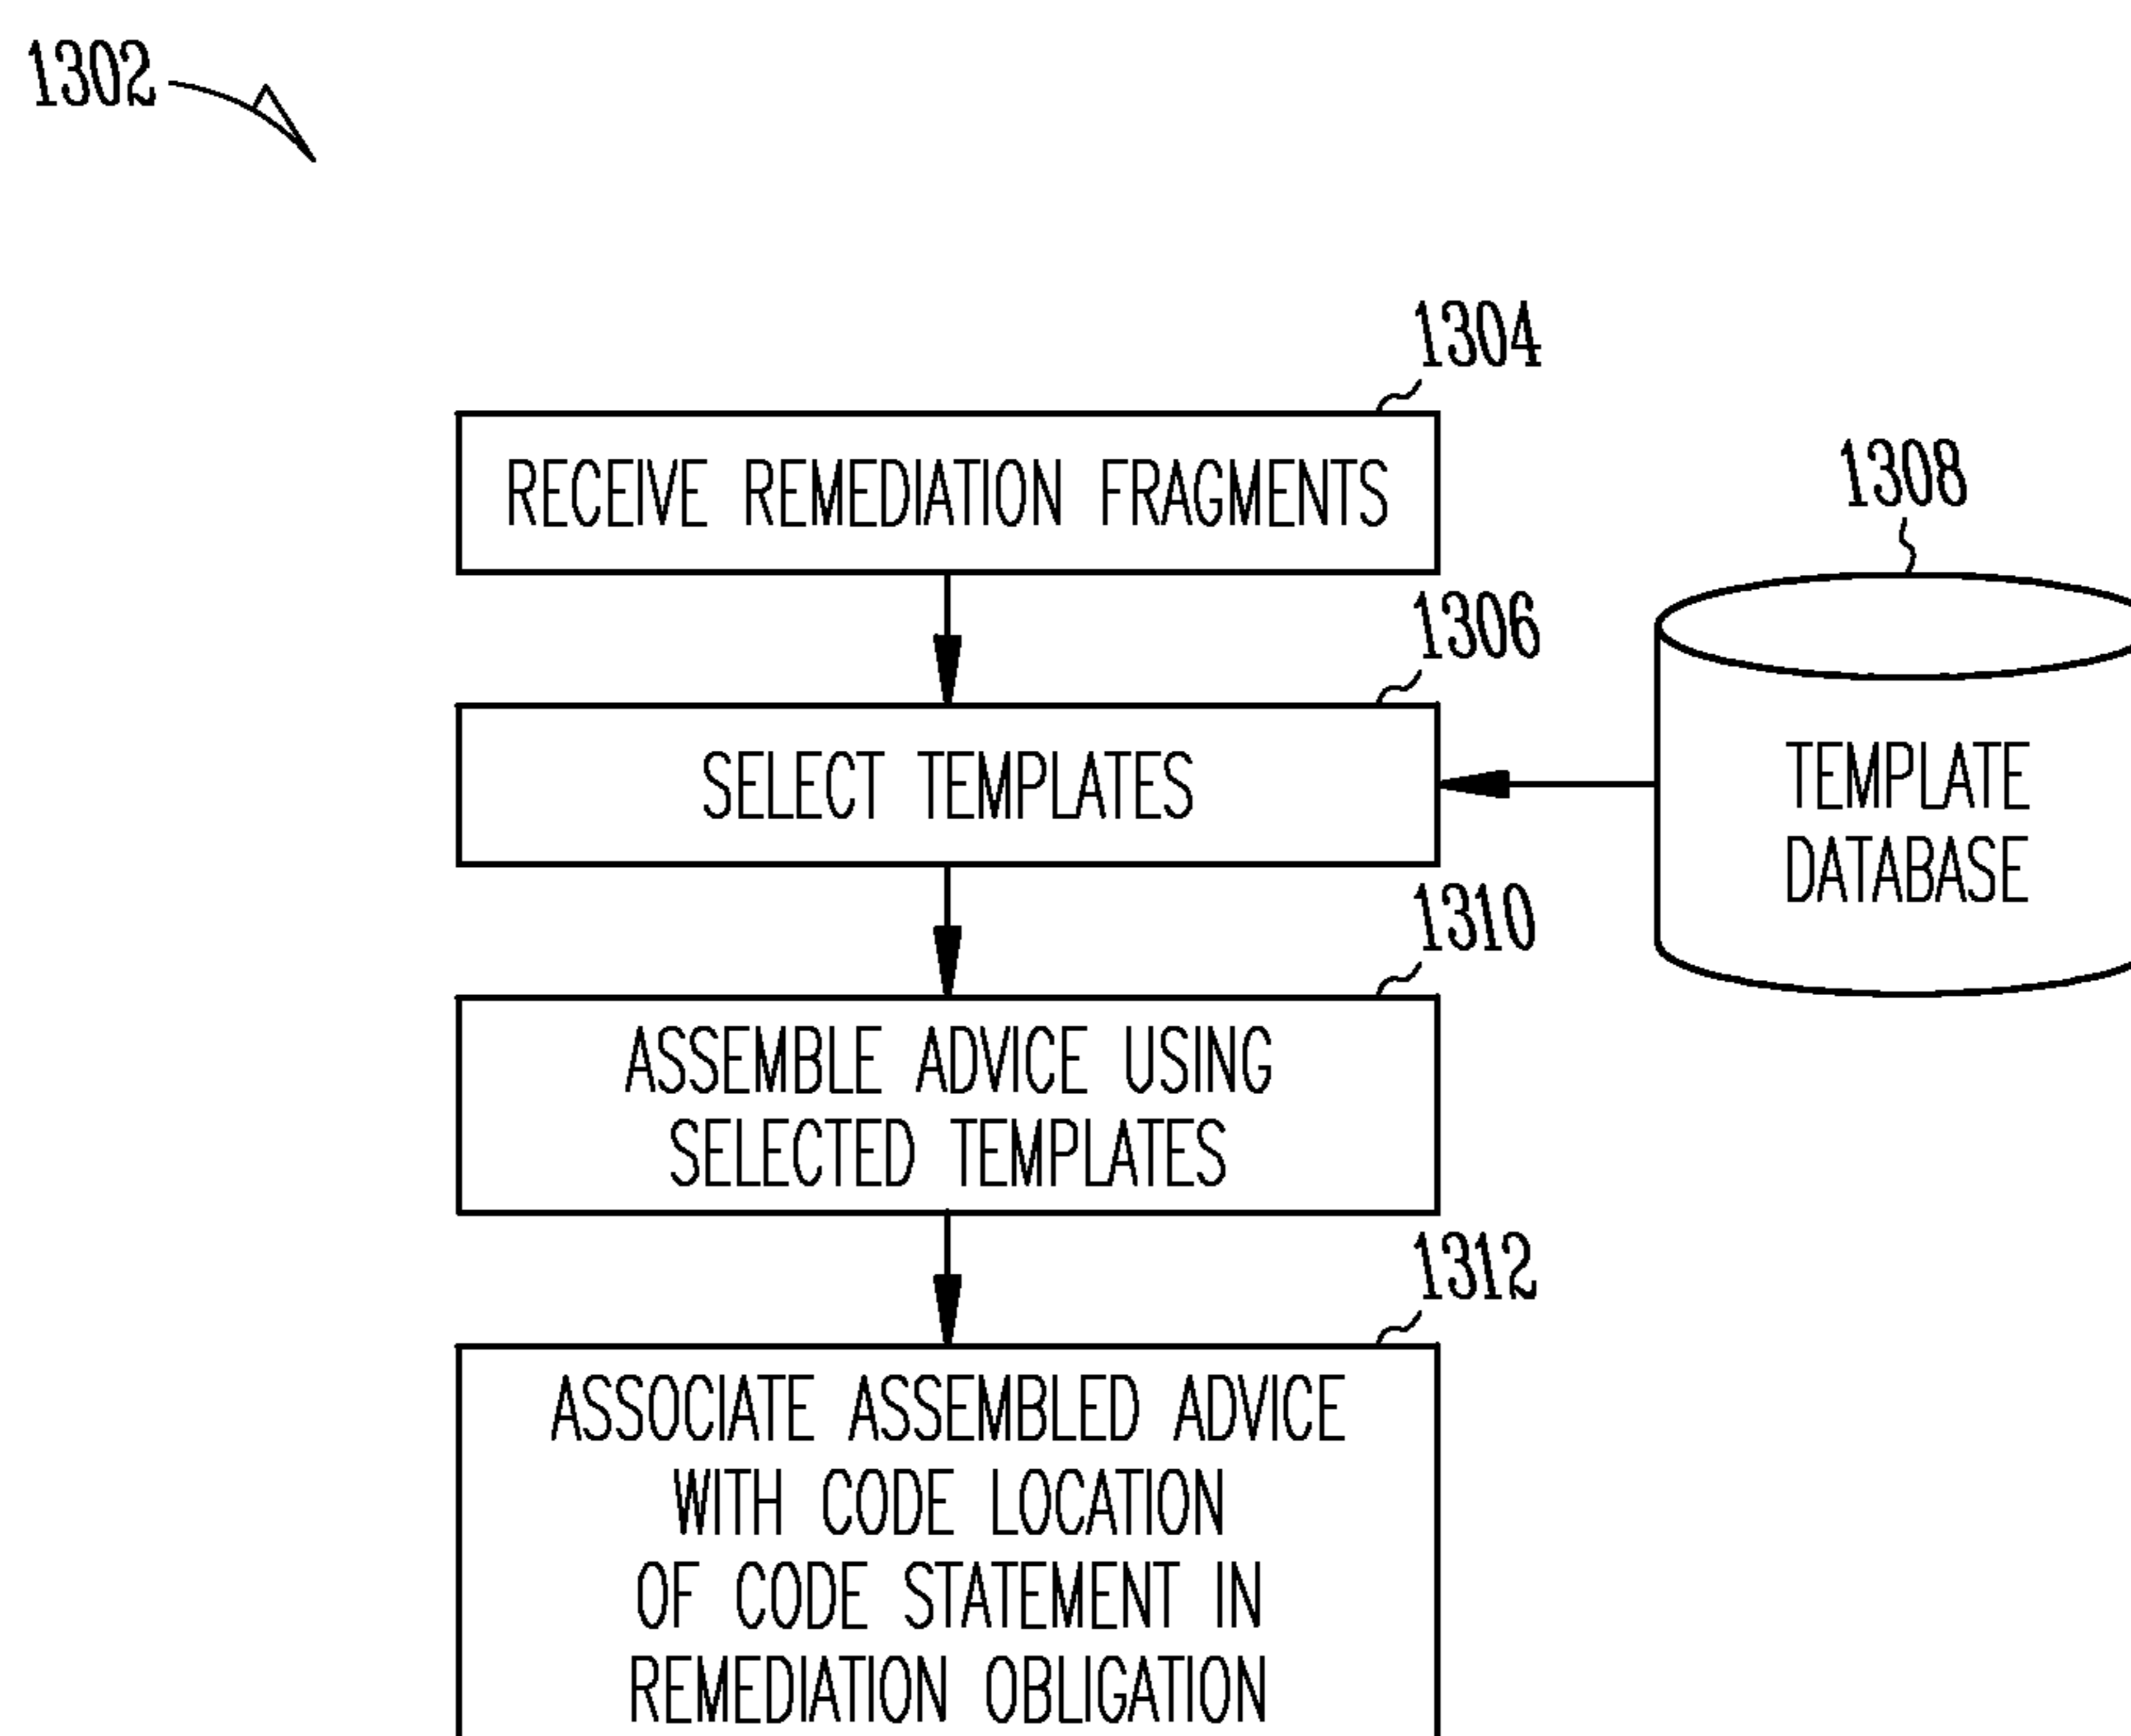 1302
1304
RECEIVE REMEDIATION FRAGMENTS
1308
1306
SELECT TEMPLATES
TEMPLATE
DATABASE
1310
ASSEMBLE ADVICE USING
SELECTED TEMPLATES
1312
ASSOCIATE ASSEMBLED ADVICE
WITH CODE LOCATION
OF CODE STATEMENT IN
REMEDIATION OBLIGATION